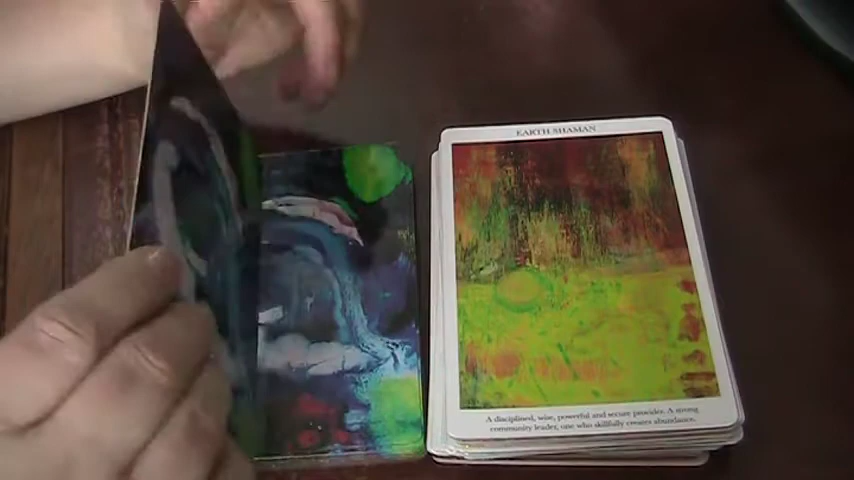 EARTH SHAMAN
A disciplined, wise, powerful and secure provider. A strong
community leader, one who skillfully creates abundance.